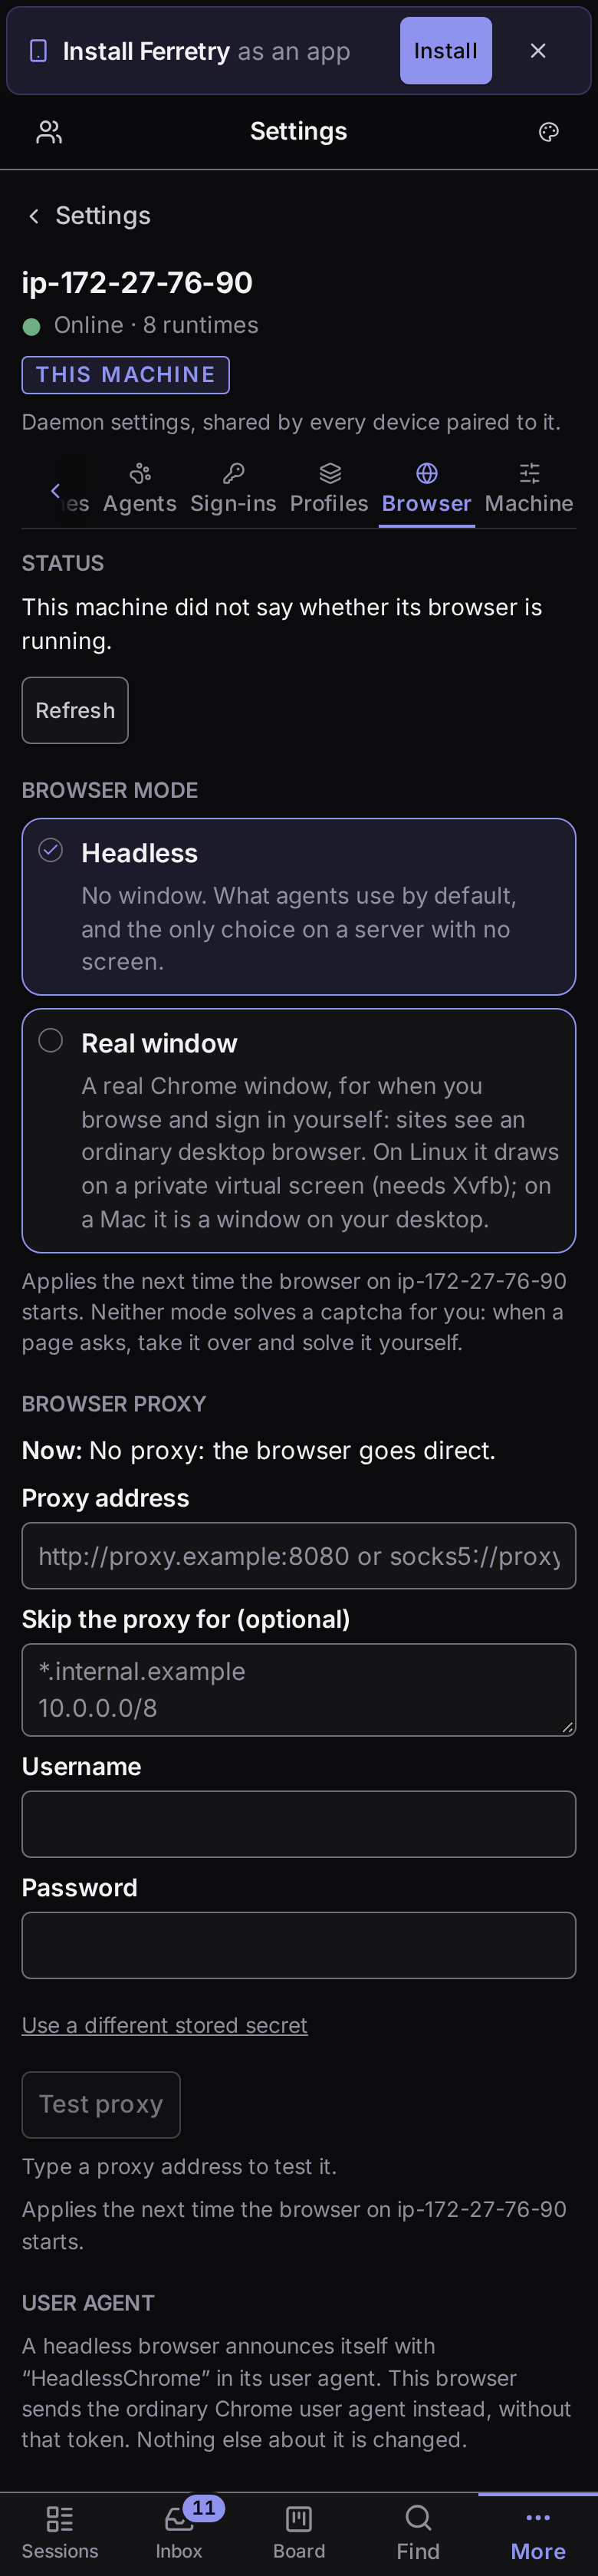 Install Ferretry as an app
Install
Settings
Settings
ip-172-27-76-90
Online · 8 runtimes
THIS MACHINE
Daemon settings, shared by every device paired to it.
Agents
Sign-ins
Profiles
Browser
Machine
STATUS
This machine did not say whether its browser is
running.
Refresh
BROWSER MODE
Headless
No window. What agents use by default,
and the only choice on a server with no
screen.
Real window
A real Chrome window, for when you
browse and sign in yourself: sites see an
ordinary desktop browser. On Linux it draws
on a private virtual screen (needs Xvfb); on
a Mac it is a window on your desktop.
Applies the next time the browser on ip-172-27-76-90
starts. Neither mode solves a captcha for you: when a
page asks, take it over and solve it yourself.
BROWSER PROXY
Now: No proxy: the browser goes direct.
Proxy address
http://proxy.example:8080 or socks5://proxy
Skip the proxy for (optional)
*.internal.example
10.0.0.0/8
Username
Password
Use a different stored secret
Test proxy
Type a proxy address to test it.
Applies the next time the browser on ip-172-27-76-90
starts.
USER AGENT
A headless browser announces itself with
“HeadlessChrome” in its user agent. This browser
sends the ordinary Chrome user agent instead, without
that token. Nothing else about it is changed.
11
Sessions
Inbox
Board
Find
More